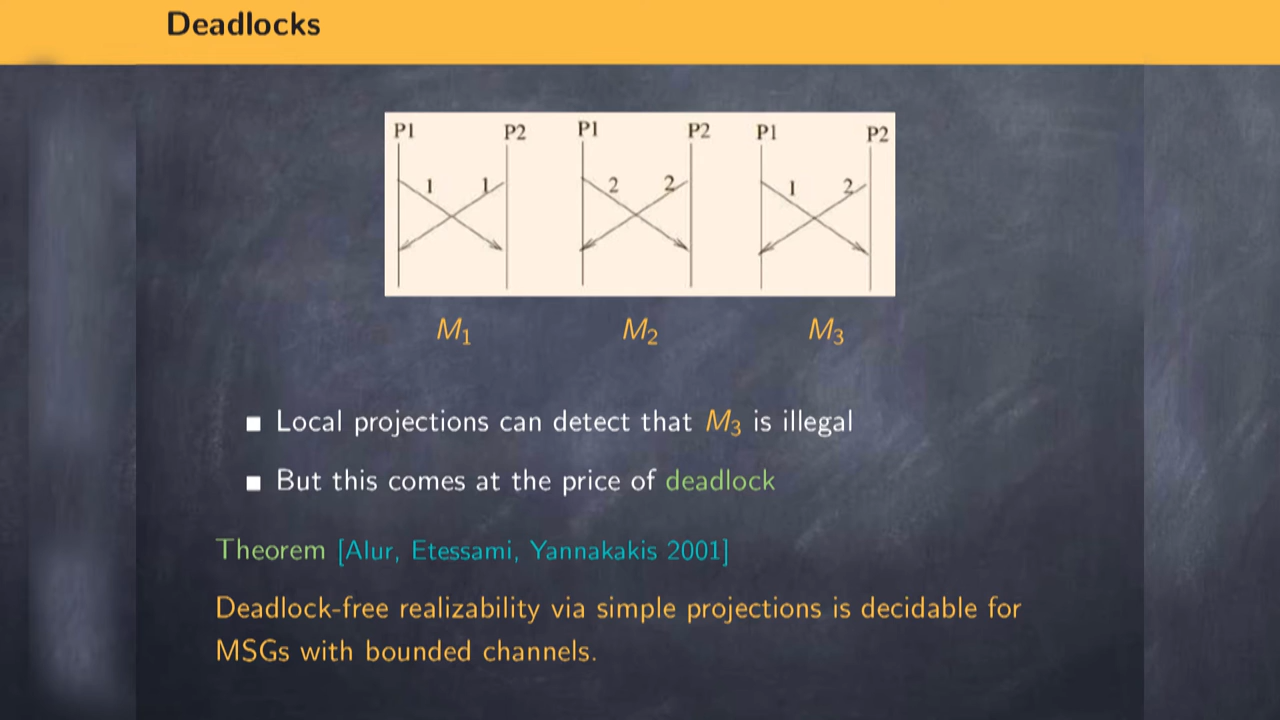 Deadlocks
P1 P2 P1 P2 P1 P2
1 1 2 2 1 2
M1 M2 M3
■ Local projections can detect that M3 is illegal
■ But this comes at the price of deadlock
Theorem [Alur, Etessami, Yannakakis 2001]
Deadlock-free realizability via simple projections is decidable for
MSGs with bounded channels.